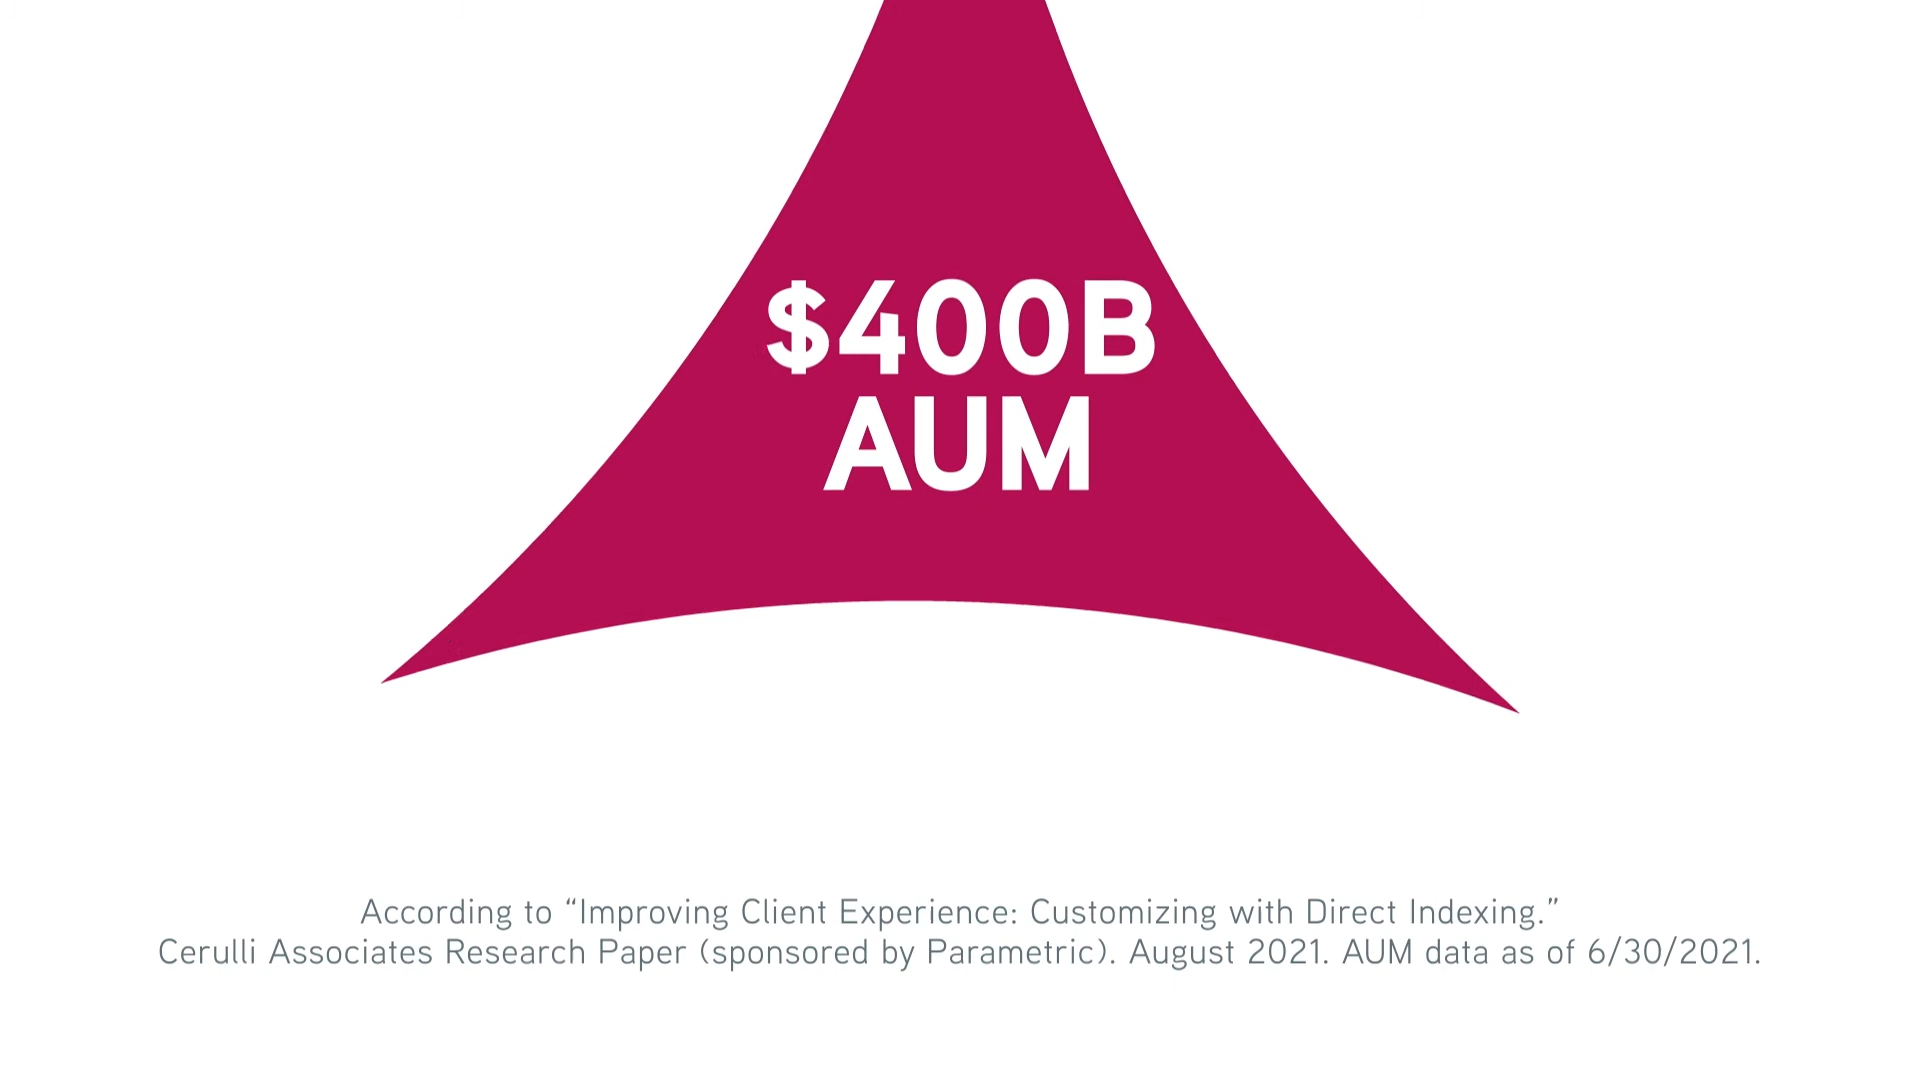 $400B
AUM
According to “Improving Client Experience: Customizing with Direct Indexing.”
Cerulli Associates Research Paper (sponsored by Parametric). August 2021. AUM data as of 6/30/2021.